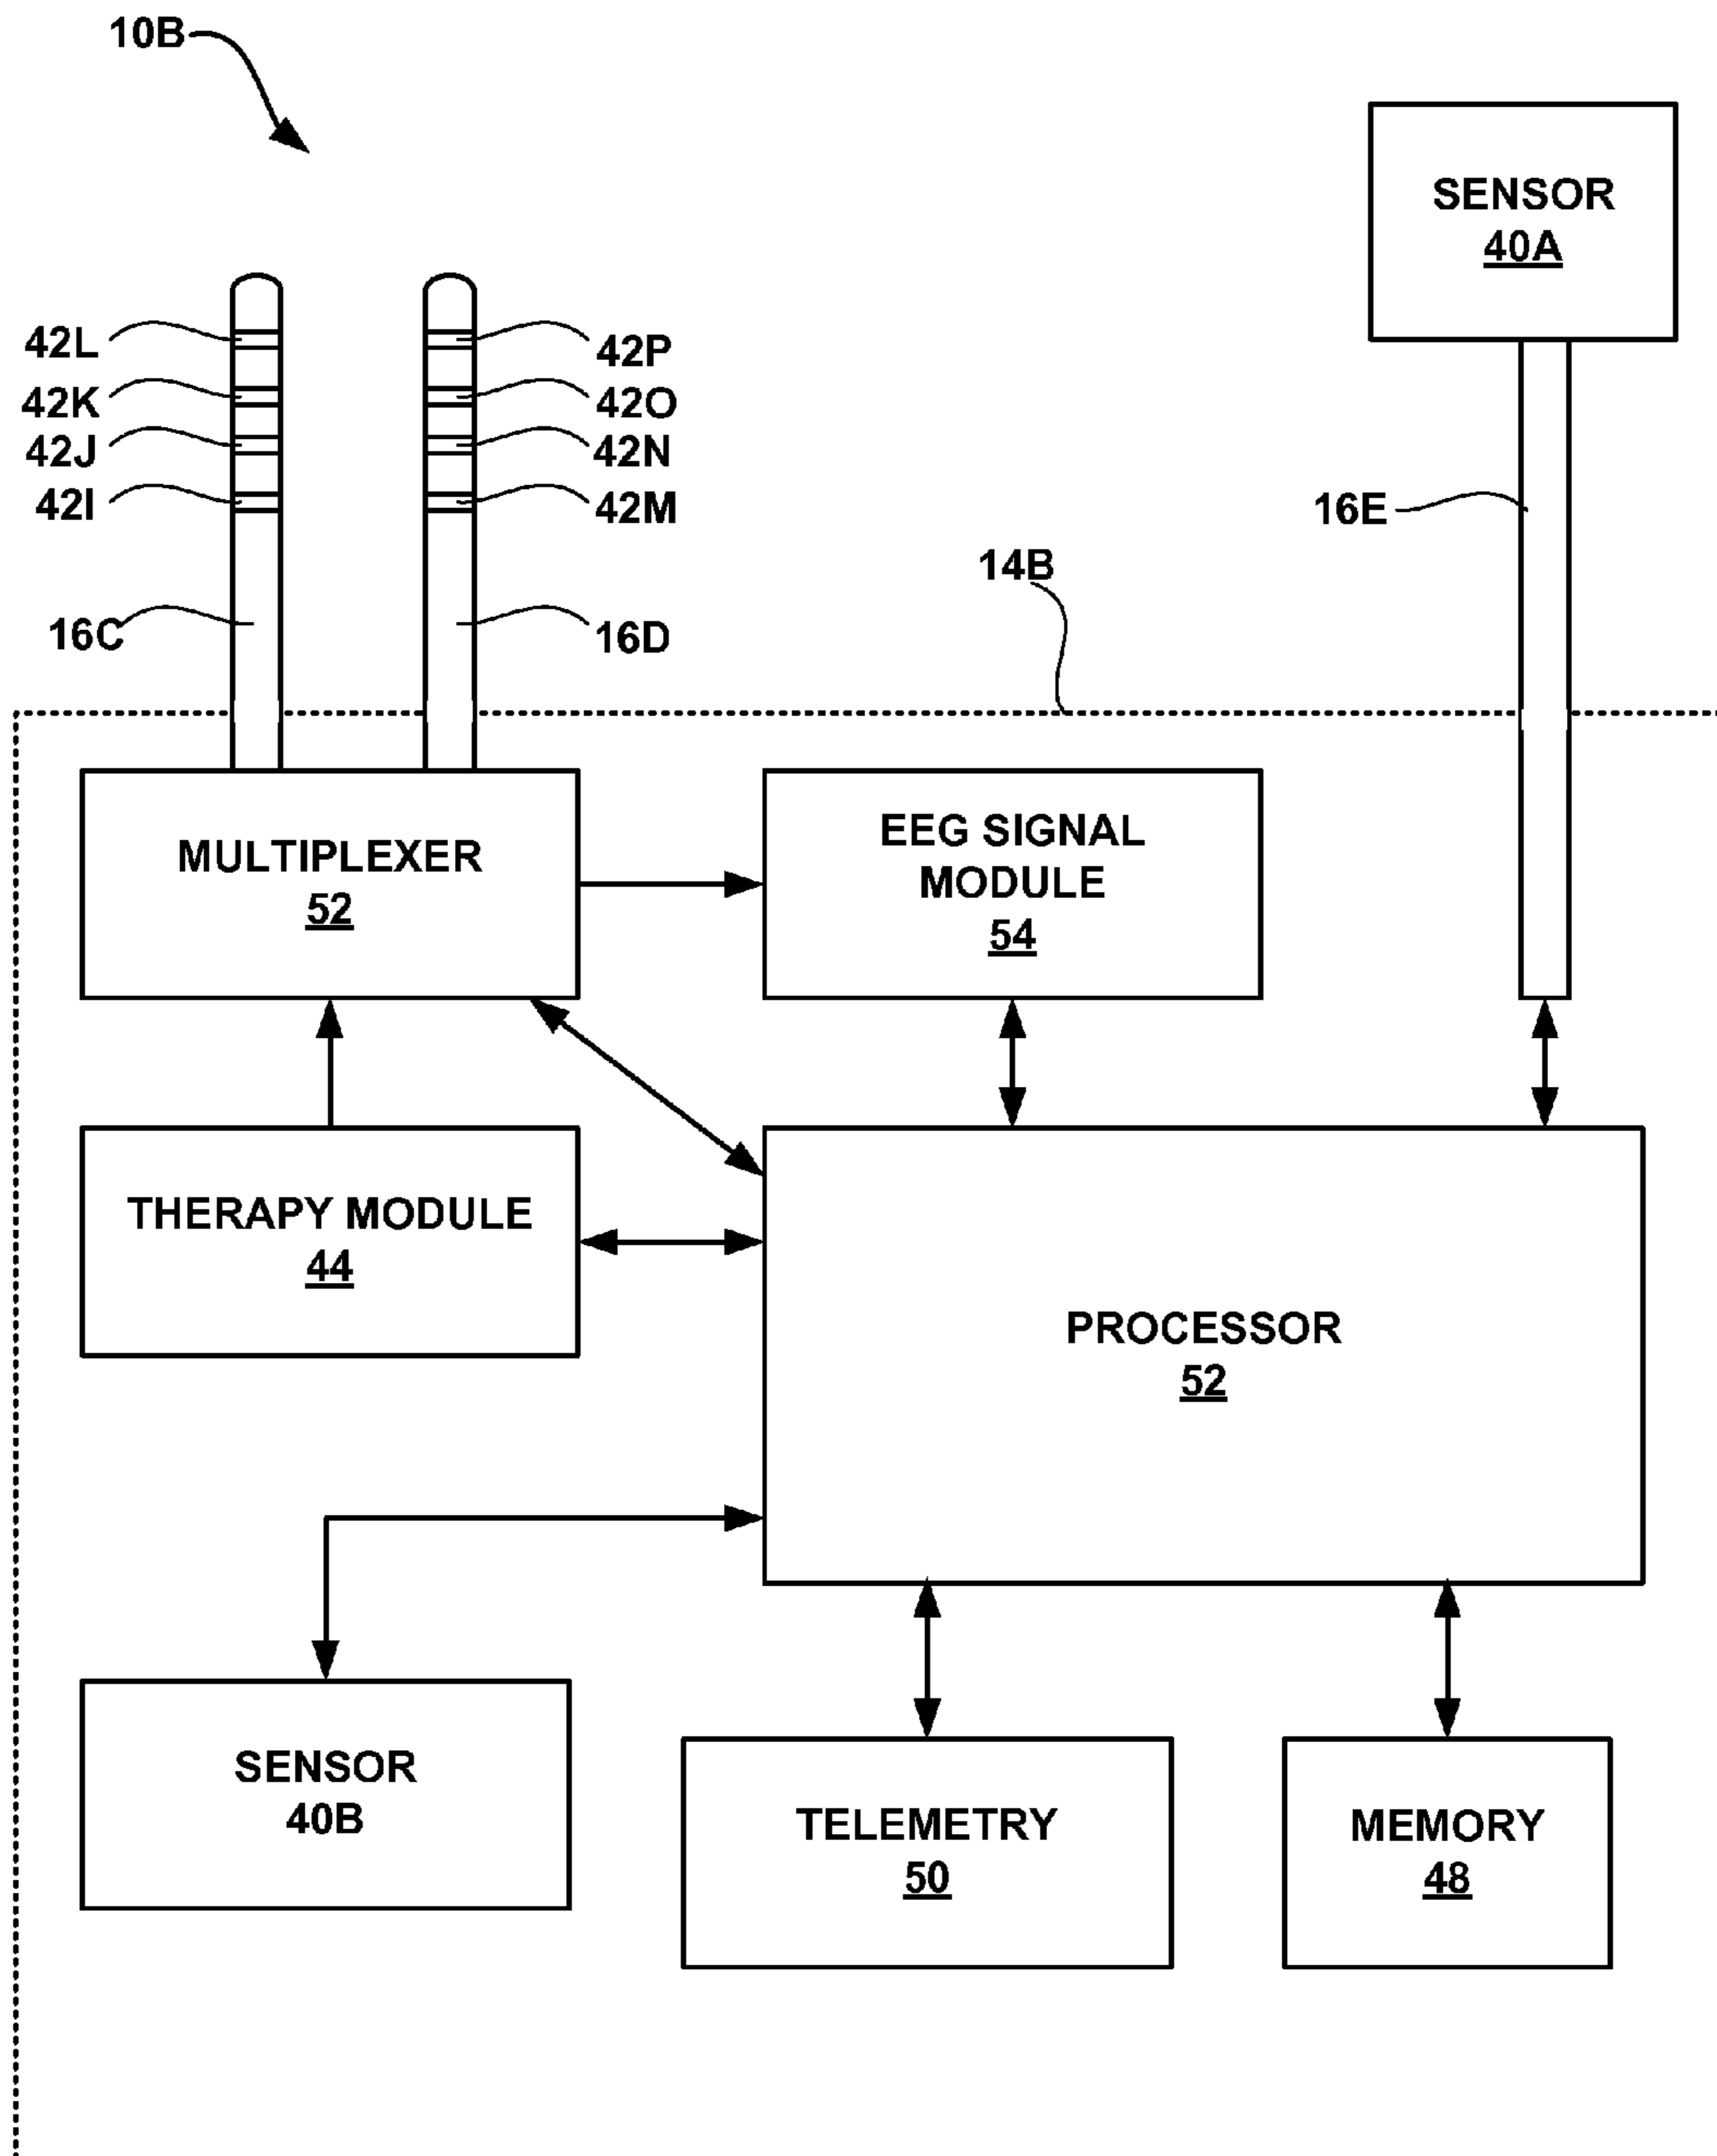 10B
SENSOR
40A
42L
42P
42K
42O
42J
42N
42I
42M
16E
14B
16C
16D
MULTIPLEXER
52
EEG SIGNAL
MODULE
54
THERAPY MODULE
44
PROCESSOR
52
SENSOR
40B
TELEMETRY
50
MEMORY
48